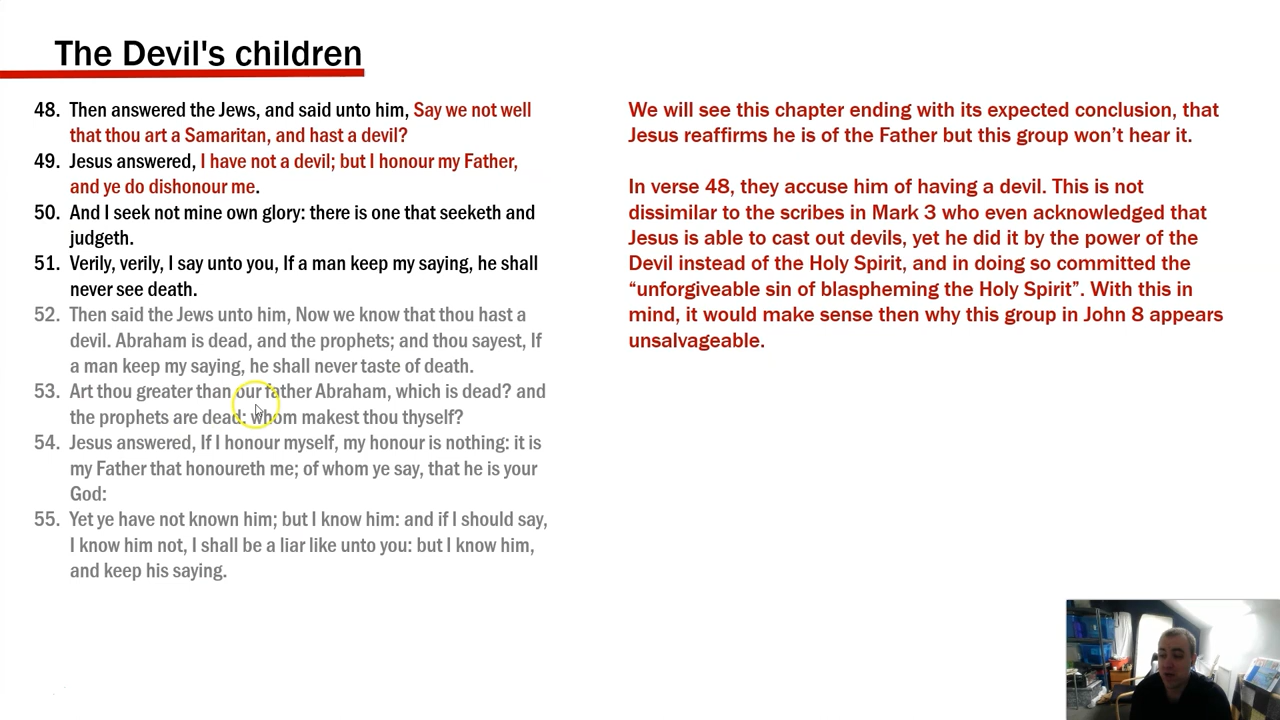 The Devil's children
48. Then answered the Jews, and said unto him, Say we not well
that thou art a Samaritan, and hast a devil?
49. Jesus answered, I have not a devil; but I honour my Father,
and ye do dishonour me.
50. And I seek not mine own glory: there is one that seeketh and
judgeth.
51. Verily, verily, I say unto you, If a man keep my saying, he shall
never see death.
52. Then said the Jews unto him, Now we know that thou hast a
devil. Abraham is dead, and the prophets; and thou sayest, If
a man keep my saying, he shall never taste of death.
53. Art thou greater than our father Abraham, which is dead? and
the prophets are dead: whom makest thou thyself?
54. Jesus answered, If I honour myself, my honour is nothing: it is
my Father that honoureth me; of whom ye say, that he is your
God:
55. Yet ye have not known him; but I know him: and if I should say,
I know him not, I shall be a liar like unto you: but I know him,
and keep his saying.
We will see this chapter ending with its expected conclusion, that
Jesus reaffirms he is of the Father but this group won’t hear it.
In verse 48, they accuse him of having a devil. This is not
dissimilar to the scribes in Mark 3 who even acknowledged that
Jesus is able to cast out devils, yet he did it by the power of the
Devil instead of the Holy Spirit, and in doing so committed the
“unforgiveable sin of blaspheming the Holy Spirit”. With this in
mind, it would make sense then why this group in John 8 appears
unsalvageable.